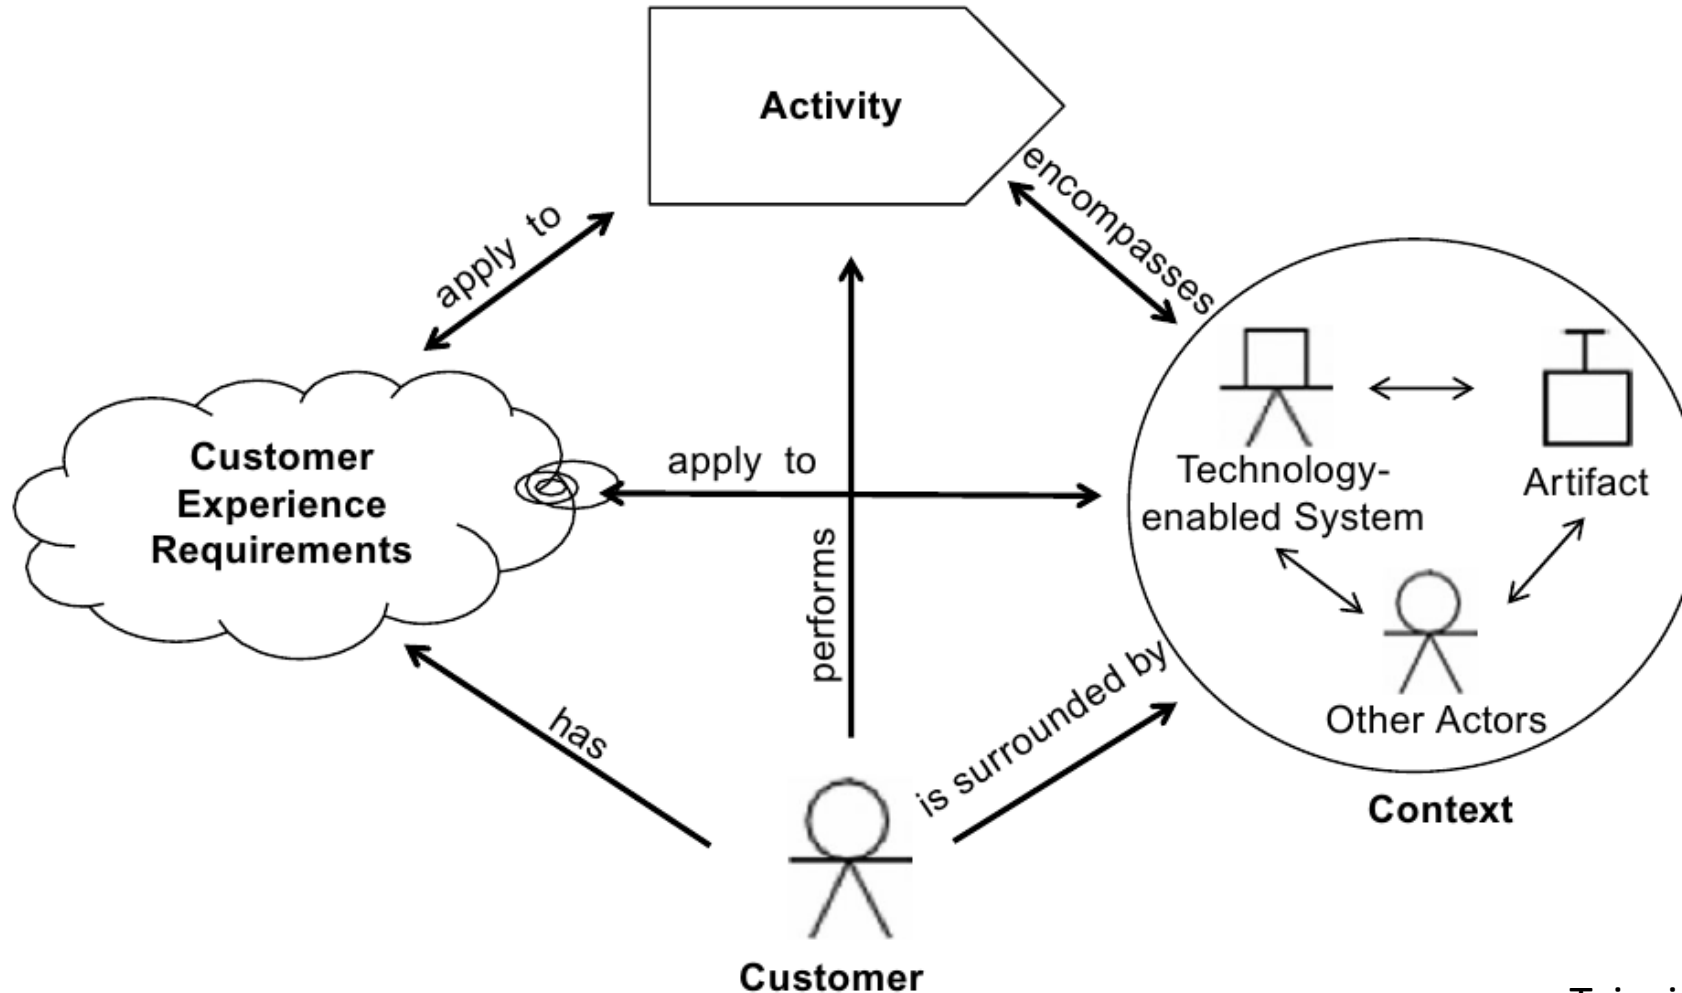 Activity
encompasses
apply to
Customer
Experience
Requirements
apply to
performs
Technology-
enabled System
Artifact
Other Actors
Context
has
is surrounded by
Customer